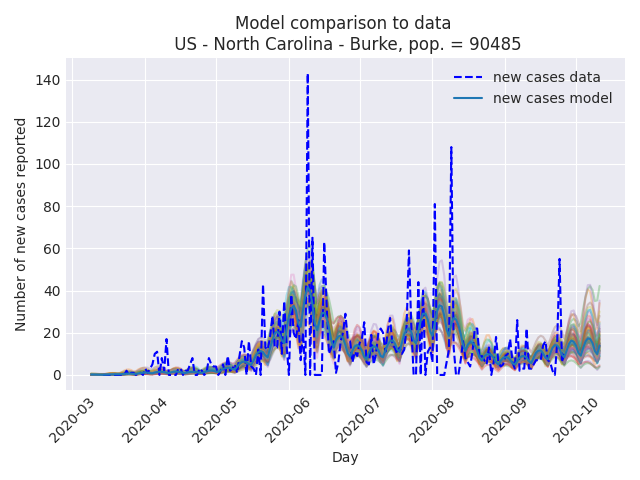 Model comparison to data
US - North Carolina - Burke, pop. = 90485
new cases data
new cases model
Number of new cases reported
140
120
100
80
60
40
20
0
2020-03
2020-04
2020-05
2020-06
2020-07
2020-08
2020-09
2020-10
Day